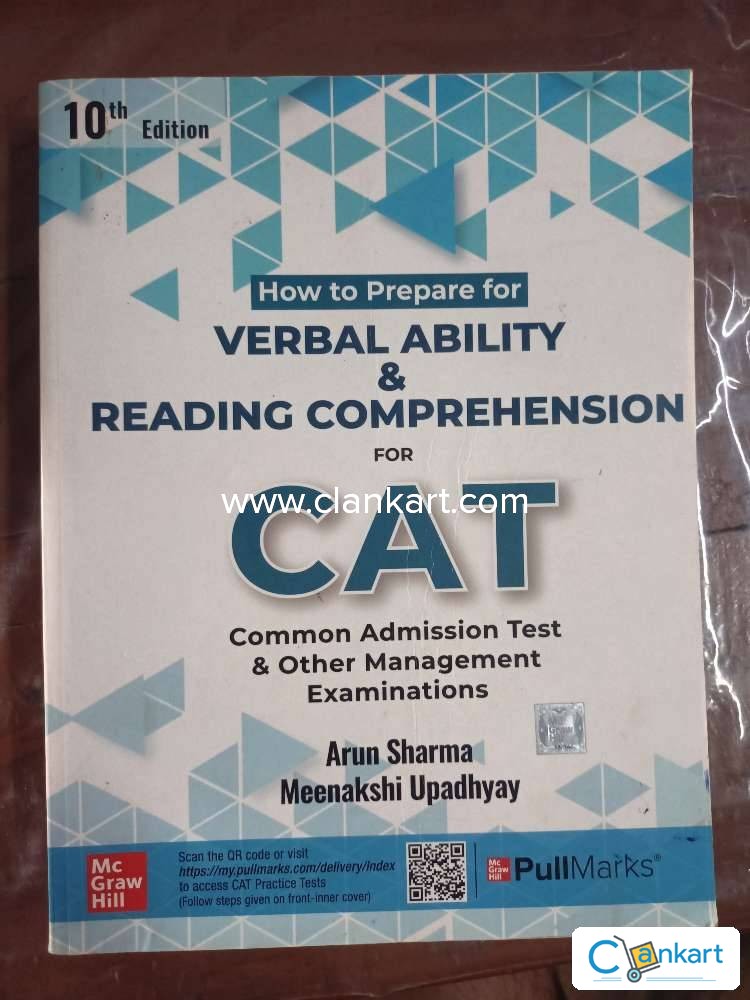 10th Edition
How to Prepare for
VERBAL ABILITY
&
READING COMPREHENSION
FOR
www.clankart.com
CAT
Common Admission Test
& Other Management
Examinations
Arun Sharma
Meenakshi Upadhyay
Mc
Graw
Hill
Scan the QR code or visit
https://my.pullmarks.com/delivery/index
to access CAT Practice Tests
(Follow steps given on front-inner cover)
Mc
Graw
Hill
PullMarks®
Clankart